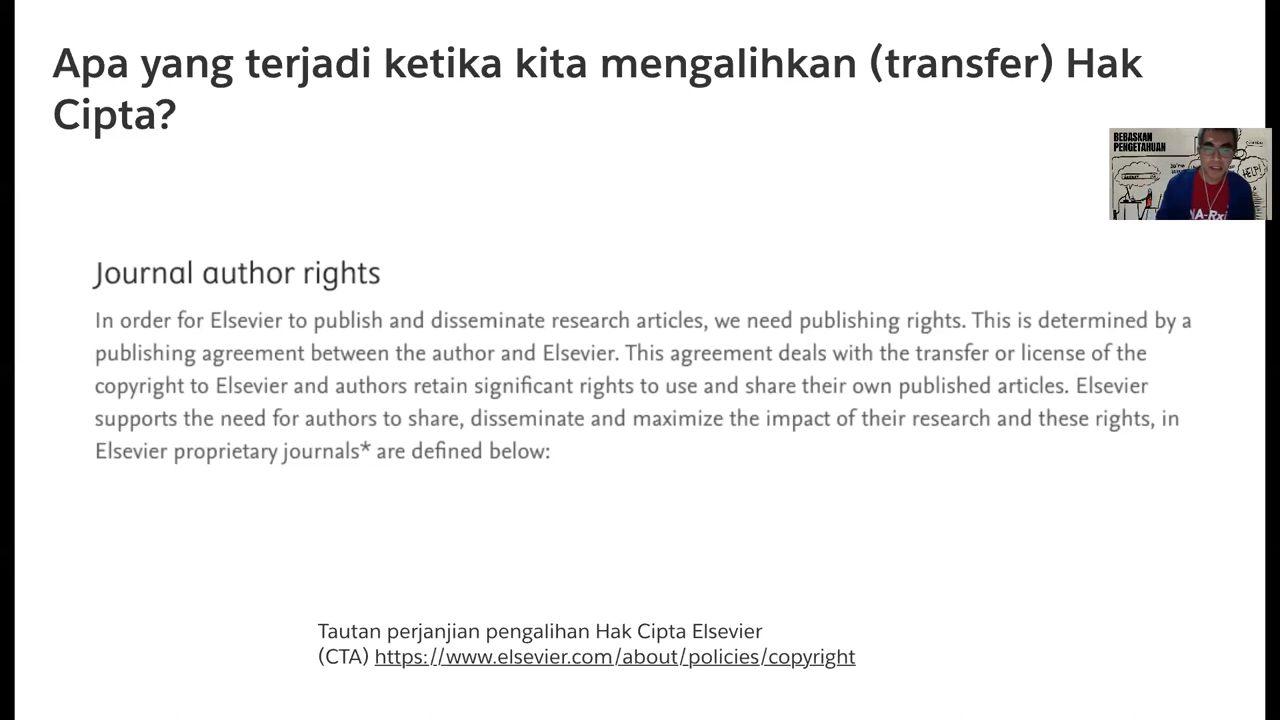 Apa yang terjadi ketika kita mengalihkan (transfer) Hak
Cipta?
BEBASKAN
PENGETAHUAN
HELP!
A-Rxi
Journal author rights
In order for Elsevier to publish and disseminate research articles, we need publishing rights. This is determined by a
publishing agreement between the author and Elsevier. This agreement deals with the transfer or license of the
copyright to Elsevier and authors retain significant rights to use and share their own published articles. Elsevier
supports the need for authors to share, disseminate and maximize the impact of their research and these rights, in
Elsevier proprietary journals* are defined below:
Tautan perjanjian pengalihan Hak Cipta Elsevier
(CTA) https://www.elsevier.com/about/policies/copyright